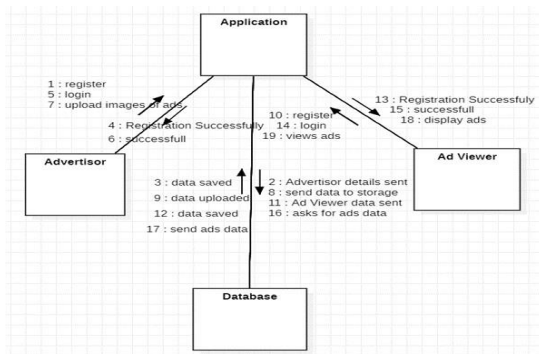 Application
1 : register
5 : login
7 : upload images of ads
4 : Registration Successfully
6 : successfull
10 : register
14 : login
19 : views ads
13 : Registration Successfuly
15 : successfull
18 : display ads
Advertisor
Ad Viewer
3 : data saved
9 : data uploaded
12 : data saved
17 : send ads data
2 : Advertisor details sent
8 : send data to storage
11 : Ad Viewer data sent
16 : asks for ads data
Database